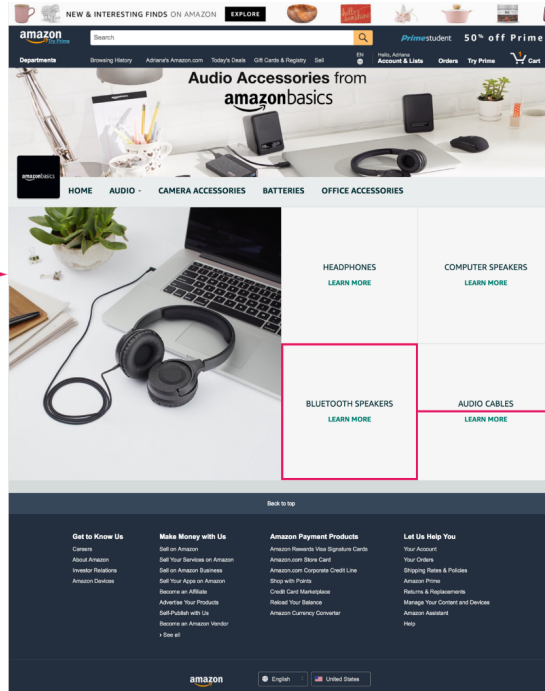 NEW & INTERESTING FINDS ON AMAZON EXPLORE
amazon
Try Prime
Search
Primestudent 50% off Prime
Departments
Browsing History Adriana's Amazon.com Today's Deals Gift Cards & Registry Sell
EN
Hello, Adriana
Account & Lists Orders Try Prime 1 Cart
Audio Accessories from
amazonbasics
amazonbasics
HOME AUDIO CAMERA ACCESSORIES BATTERIES OFFICE ACCESSORIES
HEADPHONES
LEARN MORE
COMPUTER SPEAKERS
LEARN MORE
BLUETOOTH SPEAKERS
LEARN MORE
AUDIO CABLES
LEARN MORE
Back to top
Get to Know Us
Careers
About Amazon
Investor Relations
Amazon Devices
Make Money with Us
Sell on Amazon
Sell Your Services on Amazon
Sell on Amazon Business
Sell Your Apps on Amazon
Become an Affiliate
Advertise Your Products
Self-Publish with Us
Become an Amazon Vendor
› See all
Amazon Payment Products
Amazon Rewards Visa Signature Cards
Amazon.com Store Card
Amazon.com Corporate Credit Line
Shop with Points
Credit Card Marketplace
Reload Your Balance
Amazon Currency Converter
Let Us Help You
Your Account
Your Orders
Shipping Rates & Policies
Amazon Prime
Returns & Replacements
Manage Your Content and Devices
Amazon Assistant
Help
amazon
English
United States